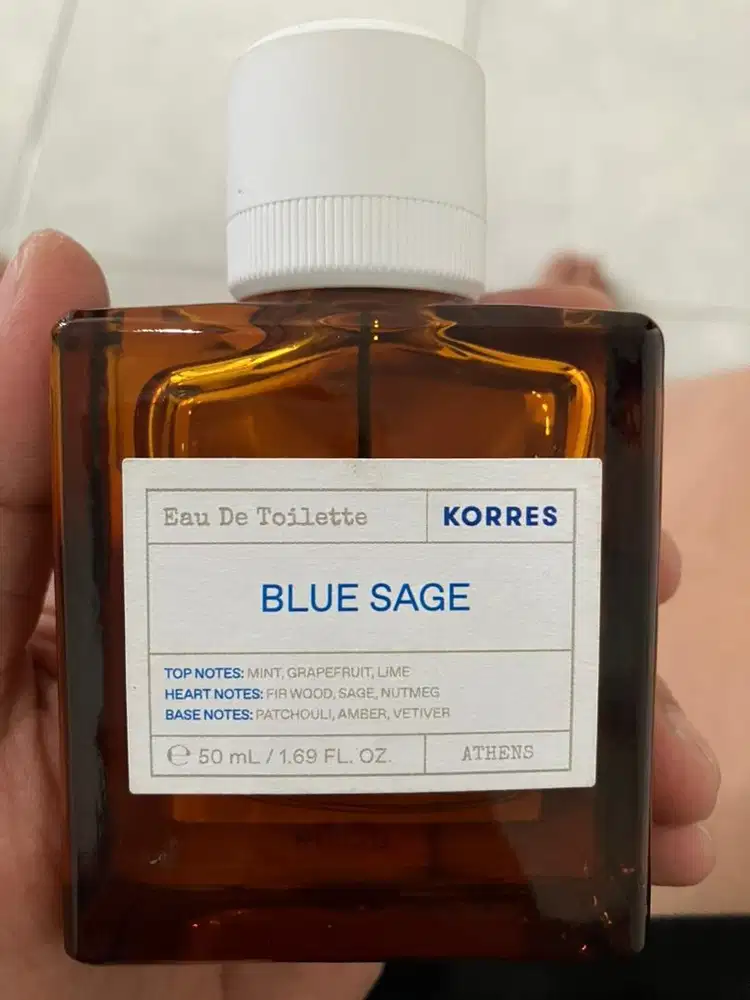 Eau De Toilette
KORRES
BLUE SAGE
TOP NOTES: MINT, GRAPEFRUIT, LIME
HEART NOTES: FIR WOOD, SAGE, NUTMEG
BASE NOTES: PATCHOULI, AMBER, VETIVER
℮ 50 mL / 1.69 FL. OZ.
ATHENS